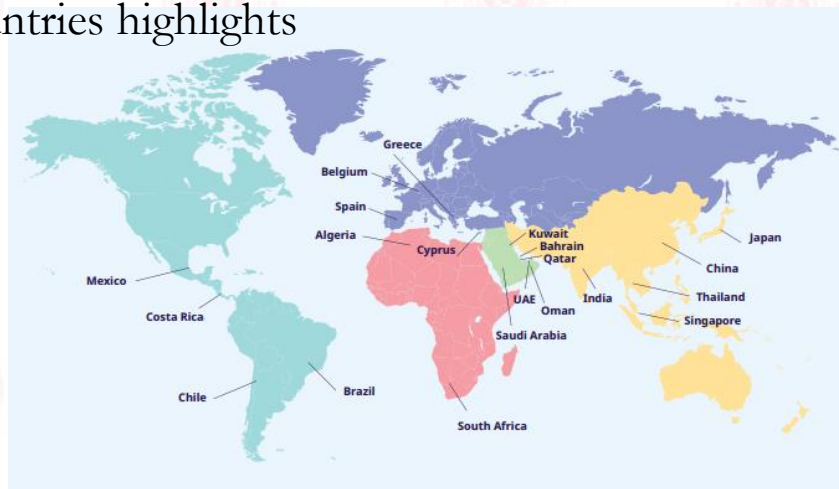 ntries highlights
Greece
Belgium
Spain
Algeria
Cyprus
Kuwait
Bahrain
Qatar
Japan
China
Mexico
UAE
India
Thailand
Oman
Costa Rica
Singapore
Saudi Arabia
Chile
Brazil
South Africa